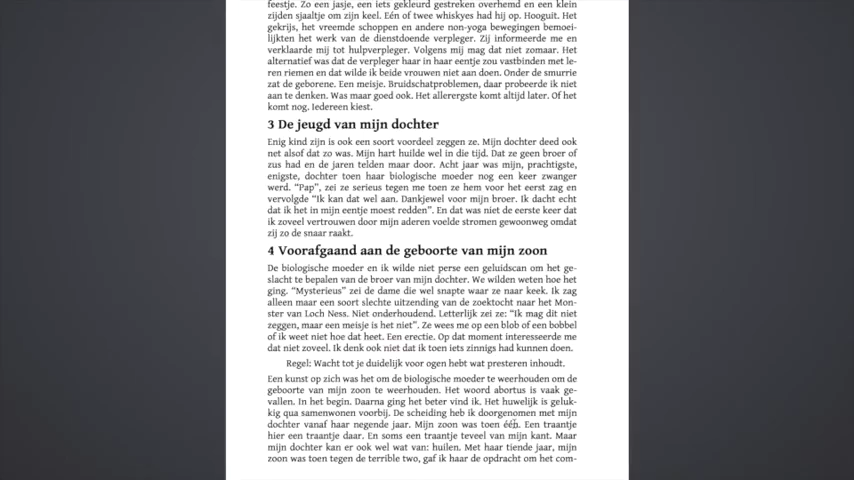 feestje. Zo een jasje, een iets gekleurd gestreken overhemd en een klein
zijden sjaaltje om zijn keel. Eén of twee whiskyes had hij op. Hooguit. Het
gekrijs, het vreemde schoppen en andere non-yoga bewegingen bemoei-
lijkten het werk van de dienstdoende verpleger. Zij informeerde me en
verklaarde mij tot hulpverpleger. Volgens mij mag dat niet zomaar. Het
alternatief was dat de verpleger haar in haar eentje zou vastbinden met le-
ren riemen en dat wilde ik beide vrouwen niet aan doen. Onder de smurrie
zat de geborene. Een meisje. Bruidschatproblemen, daar probeerde ik niet
aan te denken. Was maar goed ook. Het allerergste komt altijd later. Of het
komt nog. Iedereen kiest.
3 De jeugd van mijn dochter
Enig kind zijn is ook een soort voordeel zeggen ze. Mijn dochter deed ook
net alsof dat zo was. Mijn hart huilde wel in die tijd. Dat ze geen broer of
zus had en de jaren telden maar door. Acht jaar was mijn, prachtigste,
enigste, dochter toen haar biologische moeder nog een keer zwanger
werd. “Pap”, zei ze serieus tegen me toen ze hem voor het eerst zag en
vervolgde “Ik kan dat wel aan. Dankjewel voor mijn broer. Ik dacht echt
dat ik het in mijn eentje moest redden”. En dat was niet de eerste keer dat
ik zoveel vertrouwen door mijn aderen voelde stromen gewoonweg omdat
zij zo de snaar raakt.
4 Voorafgaand aan de geboorte van mijn zoon
De biologische moeder en ik wilde niet perse een geluidscan om het ge-
slacht te bepalen van de broer van mijn dochter. We wilden weten hoe het
ging. “Mysterieus” zei de dame die wel snapte waar ze naar keek. Ik zag
alleen maar een soort slechte uitzending van de zoektocht naar het Mon-
ster van Loch Ness. Niet onderhoudend. Letterlijk zei ze: “Ik mag dit niet
zeggen, maar een meisje is het niet”. Ze wees me op een blob of een bobbel
of ik weet niet hoe dat heet. Een erectie. Op dat moment interesseerde me
dat niet zoveel. Ik denk ook niet dat ik toen iets zinnigs had kunnen doen.
Regel: Wacht tot je duidelijk voor ogen hebt wat presteren inhoudt.
Een kunst op zich was het om de biologische moeder te weerhouden om de
geboorte van mijn zoon te weerhouden. Het woord abortus is vaak ge-
vallen. In het begin. Daarna ging het beter vind ik. Het huwelijk is geluk-
kig qua samenwonen voorbij. De scheiding heb ik doorgenomen met mijn
dochter vanaf haar negende jaar. Mijn zoon was toen één. Een traantje
hier een traantje daar. En soms een traantje teveel van mijn kant. Maar
mijn dochter kan er ook wel wat van: huilen. Met haar tiende jaar, mijn
zoon was toen tegen de terrible two, gaf ik haar de opdracht om het com-